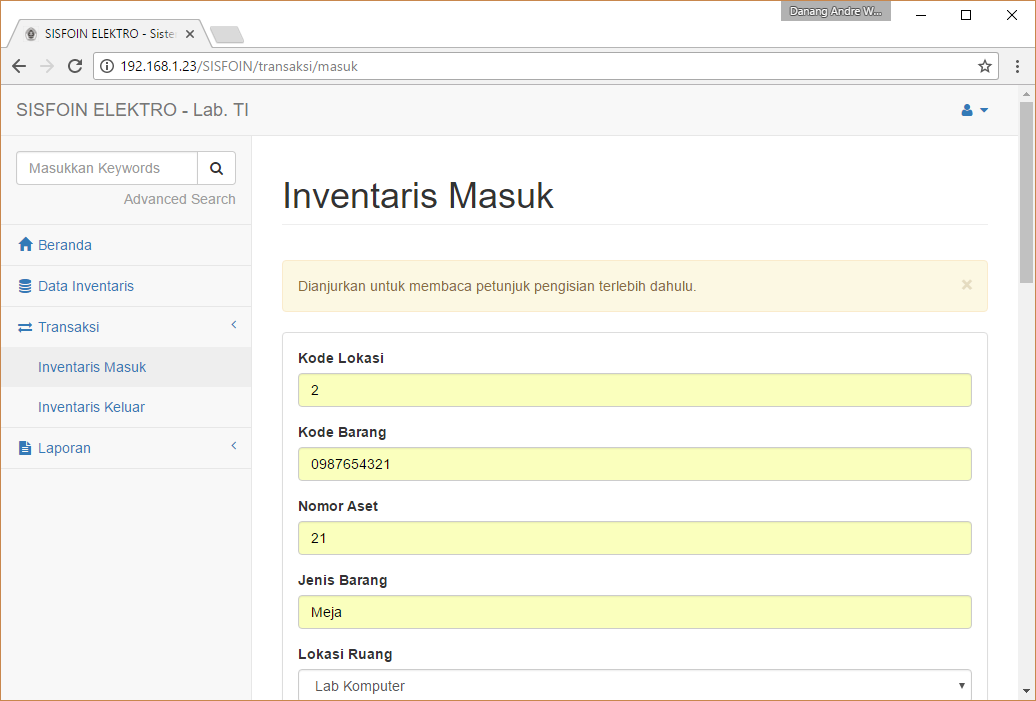 Danang Andre W...
SISFOIN ELEKTRO - Siste
192.168.1.23/SISFOIN/transaksi/masuk
SISFOIN ELEKTRO - Lab. TI
Masukkan Keywords
Advanced Search
Beranda
Data Inventaris
Transaksi
Inventaris Masuk
Inventaris Keluar
Laporan
Inventaris Masuk
Dianjurkan untuk membaca petunjuk pengisian terlebih dahulu.
Kode Lokasi
2
Kode Barang
0987654321
Nomor Aset
21
Jenis Barang
Meja
Lokasi Ruang
Lab Komputer